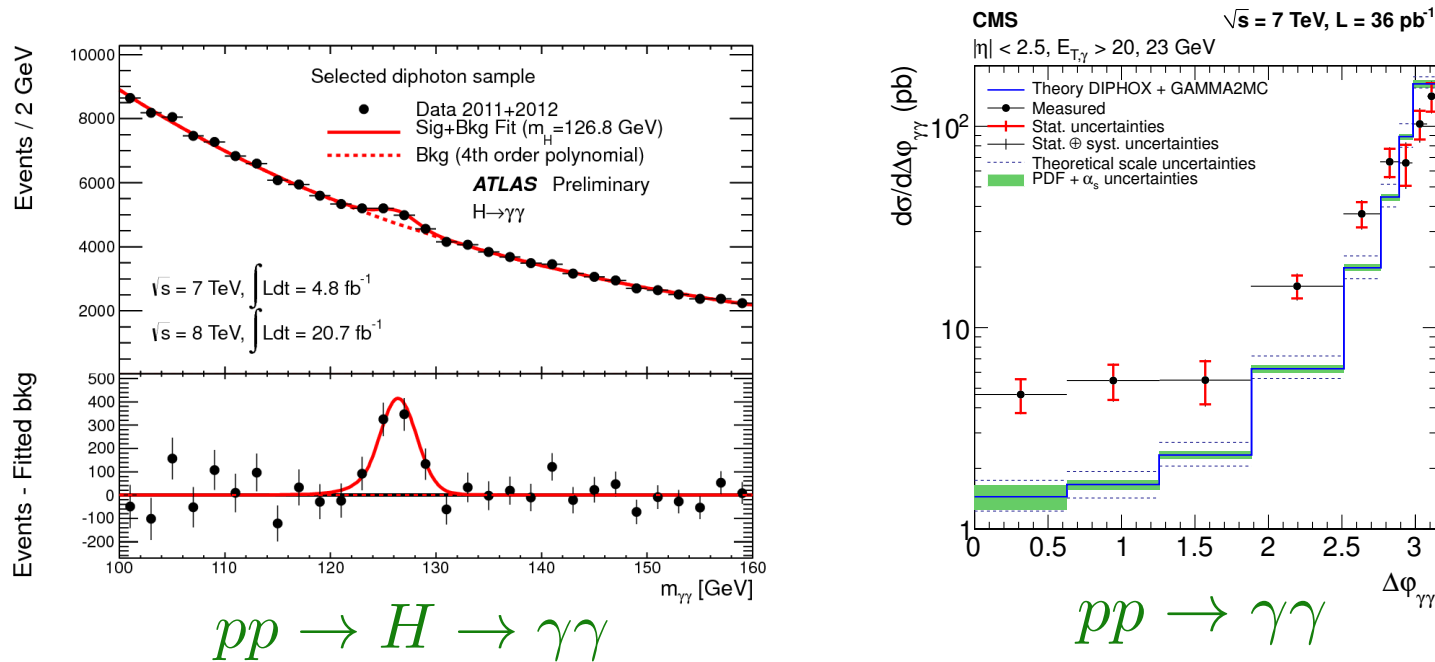 Events / 2 GeV
10000
8000
6000
4000
2000
Selected diphoton sample
Data 2011+2012
Sig+Bkg Fit (m_H=126.8 GeV)
Bkg (4th order polynomial)
ATLAS Preliminary
H→γγ
√s = 7 TeV, ∫Ldt = 4.8 fb⁻¹
√s = 8 TeV, ∫Ldt = 20.7 fb⁻¹
Events - Fitted bkg
500
400
300
200
100
0
-100
-200
100 110 120 130 140 150 160
m_γγ [GeV]
pp → H → γγ
CMS √s = 7 TeV, L = 36 pb⁻¹
|η| < 2.5, E_T,γ > 20, 23 GeV
dσ/dΔφ_γγ (pb)
Theory DIPHOX + GAMMA2MC
Measured
Stat. uncertainties
Stat. ⊕ syst. uncertainties
Theoretical scale uncertainties
PDF + α_s uncertainties
10²
10
1
0 0.5 1 1.5 2 2.5 3
Δφ_γγ
pp → γγ